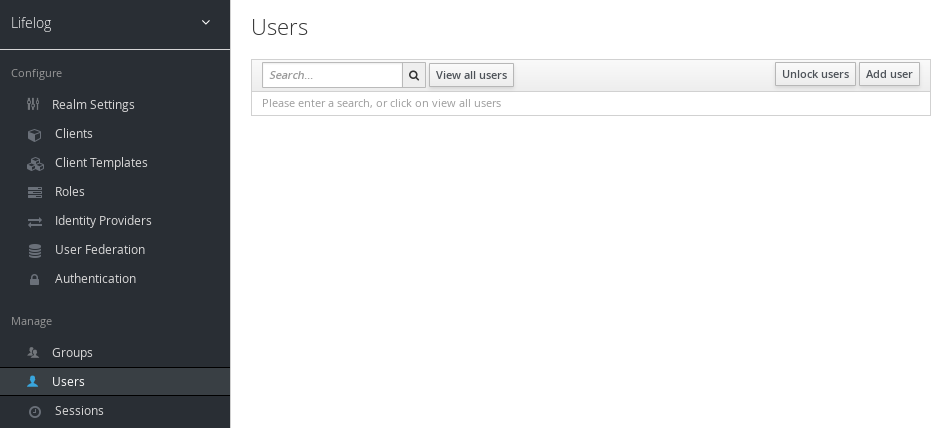 Lifelog
Configure
Realm Settings
Clients
Client Templates
Roles
Identity Providers
User Federation
Authentication
Manage
Groups
Users
Sessions
Users
Search... View all users Unlock users Add user
Please enter a search, or click on view all users